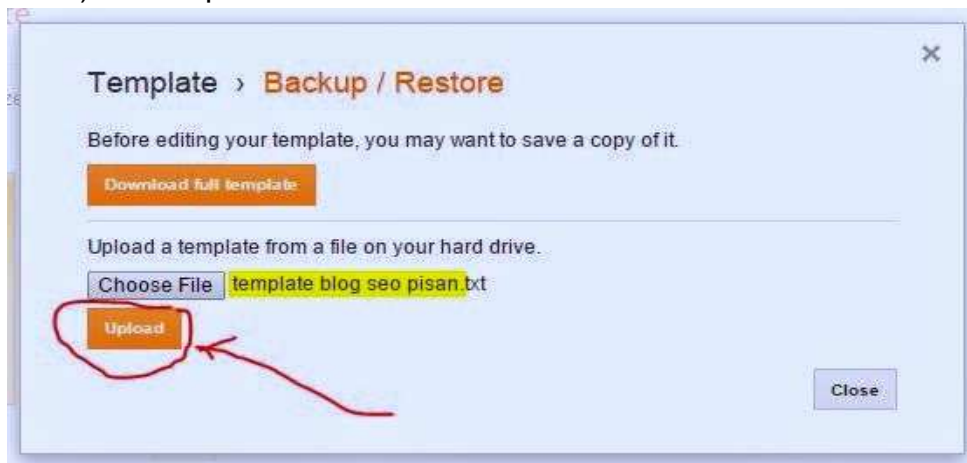 ×
Template › Backup / Restore
Before editing your template, you may want to save a copy of it.
Download full template
Upload a template from a file on your hard drive.
Choose File template blog seo pisan.txt
Upload
Close